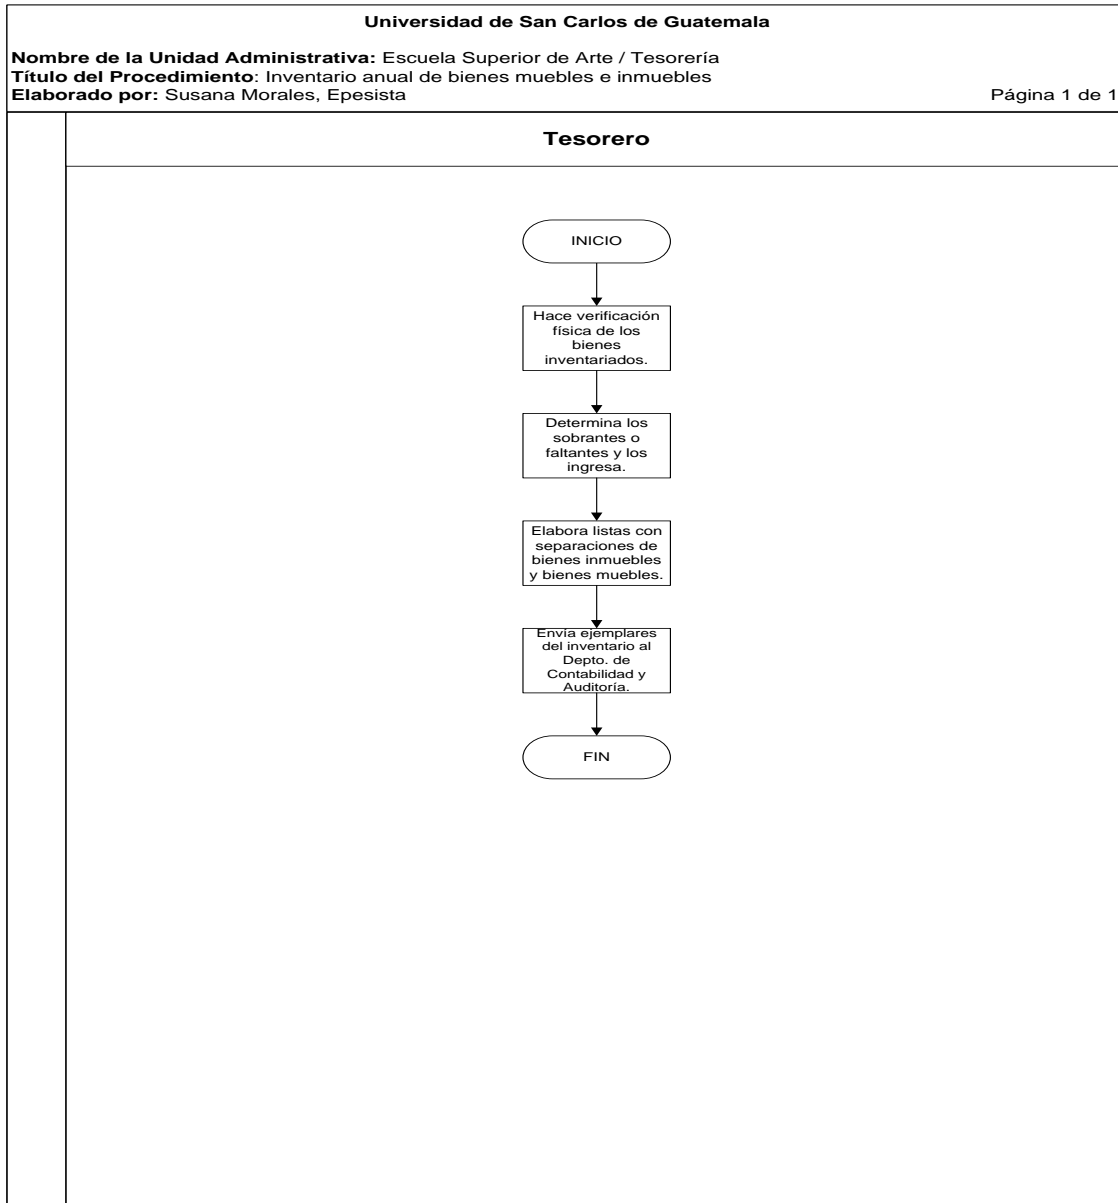 Universidad de San Carlos de Guatemala
Nombre de la Unidad Administrativa: Escuela Superior de Arte / Tesorería
Título del Procedimiento: Inventario anual de bienes muebles e inmuebles
Elaborado por: Susana Morales, Epesista Página 1 de 1
Tesorero
INICIO
Hace verificación
física de los
bienes
inventariados.
Determina los
sobrantes o
faltantes y los
ingresa.
Elabora listas con
separaciones de
bienes inmuebles
y bienes muebles.
Envía ejemplares
del inventario al
Depto. de
Contabilidad y
Auditoría.
FIN